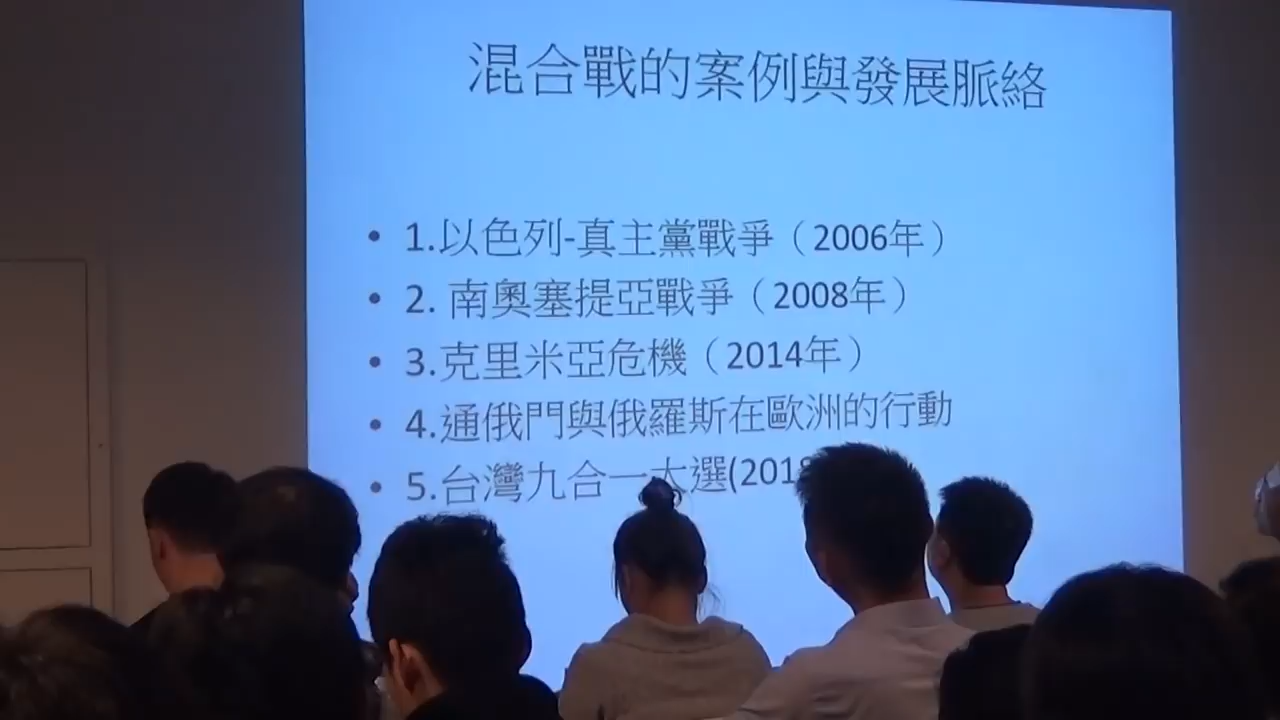 混合戰的案例與發展脈絡
• 1.以色列-真主黨戰爭（2006年）
• 2. 南奧塞提亞戰爭（2008年）
• 3.克里米亞危機（2014年）
• 4.通俄門與俄羅斯在歐洲的行動
• 5.台灣九合一大選(2018